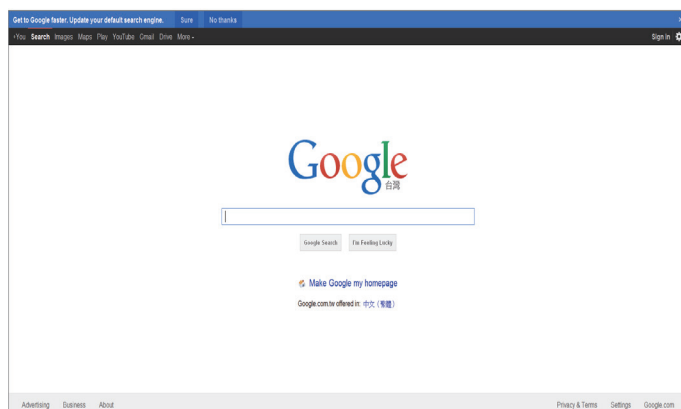 Get to Google faster. Update your default search engine. Sure No thanks x
+You Search Images Maps Play YouTube Gmail Drive More Sign in
Google
台灣
Google Search I'm Feeling Lucky
Make Google my homepage
Google.com.tw offered in: 中文（繁體）
Advertising Business About Privacy & Terms Settings Google.com